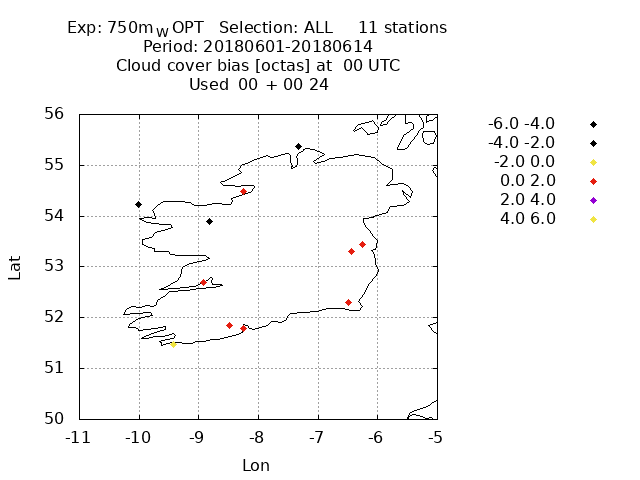 Exp: 750m_W OPT   Selection: ALL     11 stations
Period: 20180601-20180614
Cloud cover bias [octas] at  00 UTC
Used  00  + 00 24
-6.0 -4.0
-4.0 -2.0
-2.0 0.0
0.0 2.0
2.0 4.0
4.0 6.0
56
55
54
53
52
51
50
Lat
-11 -10 -9 -8 -7 -6 -5
Lon